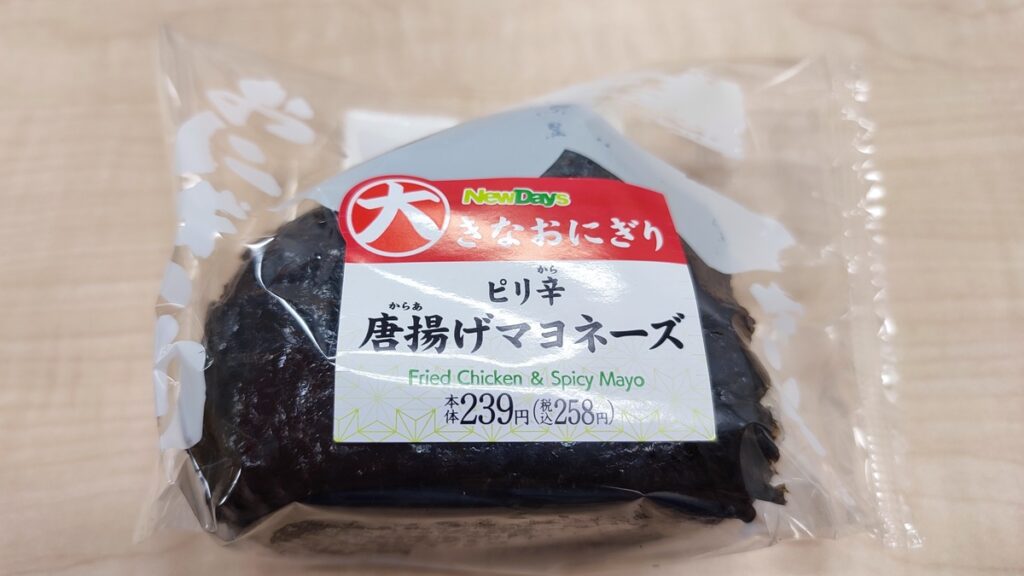 NewDays
大きなおにぎり
から
ピリ辛
からあ
唐揚げマヨネーズ
Fried Chicken & Spicy Mayo
本体239円(税込258円)